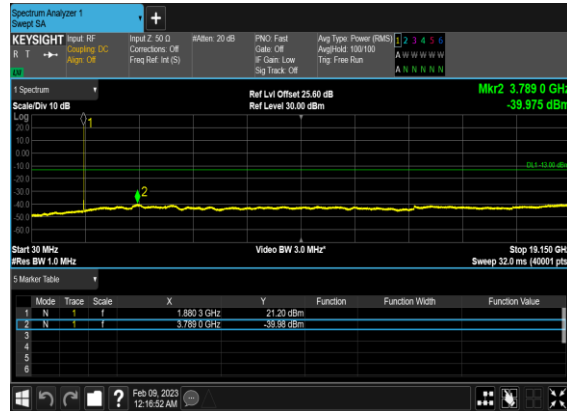 Spectrum Analyzer 1
Swept SA
+
KEYSIGHT Input: RF Input Z: 50 Ω #Atten: 20 dB PNO: Fast Avg Type: Power (RMS) 1 2 3 4 5 6
R T Coupling: DC Corrections: Off Gate: Off Avg|Hold: 100/100 A W W W W W
Align: Off Freq Ref: Int (S) IF Gain: Low Trig: Free Run
LW Sig Track: Off A N N N N N
1 Spectrum Ref Lvl Offset 25.60 dB Mkr2 3.789 0 GHz
Scale/Div 10 dB Ref Level 30.00 dBm -39.975 dBm
Log
1
20.0
10.0
0.00
-10.0
DL1 -13.00 dBm
-20.0
-30.0
2
-40.0
-50.0
-60.0
Start 30 MHz Video BW 3.0 MHz* Stop 19.150 GHz
#Res BW 1.0 MHz Sweep 32.0 ms (40001 pts)
5 Marker Table
Mode Trace Scale X Y Function Function Width Function Value
1 N 1 f 1.880 3 GHz 21.20 dBm
2 N 1 f 3.789 0 GHz -39.98 dBm
3
4
5
6
? Feb 09, 2023
12:16:52 AM